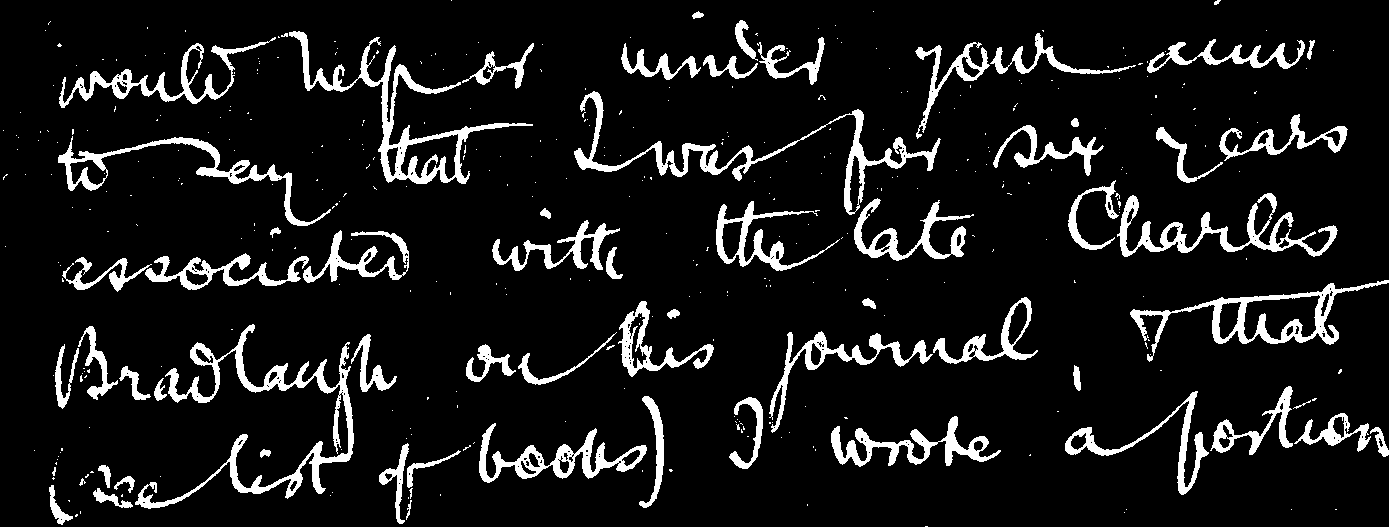 would help or hinder your aim
to say that I was for six years
associated with the late Charles
Bradlaugh on his journal & that
(see list of books) I wrote a portion